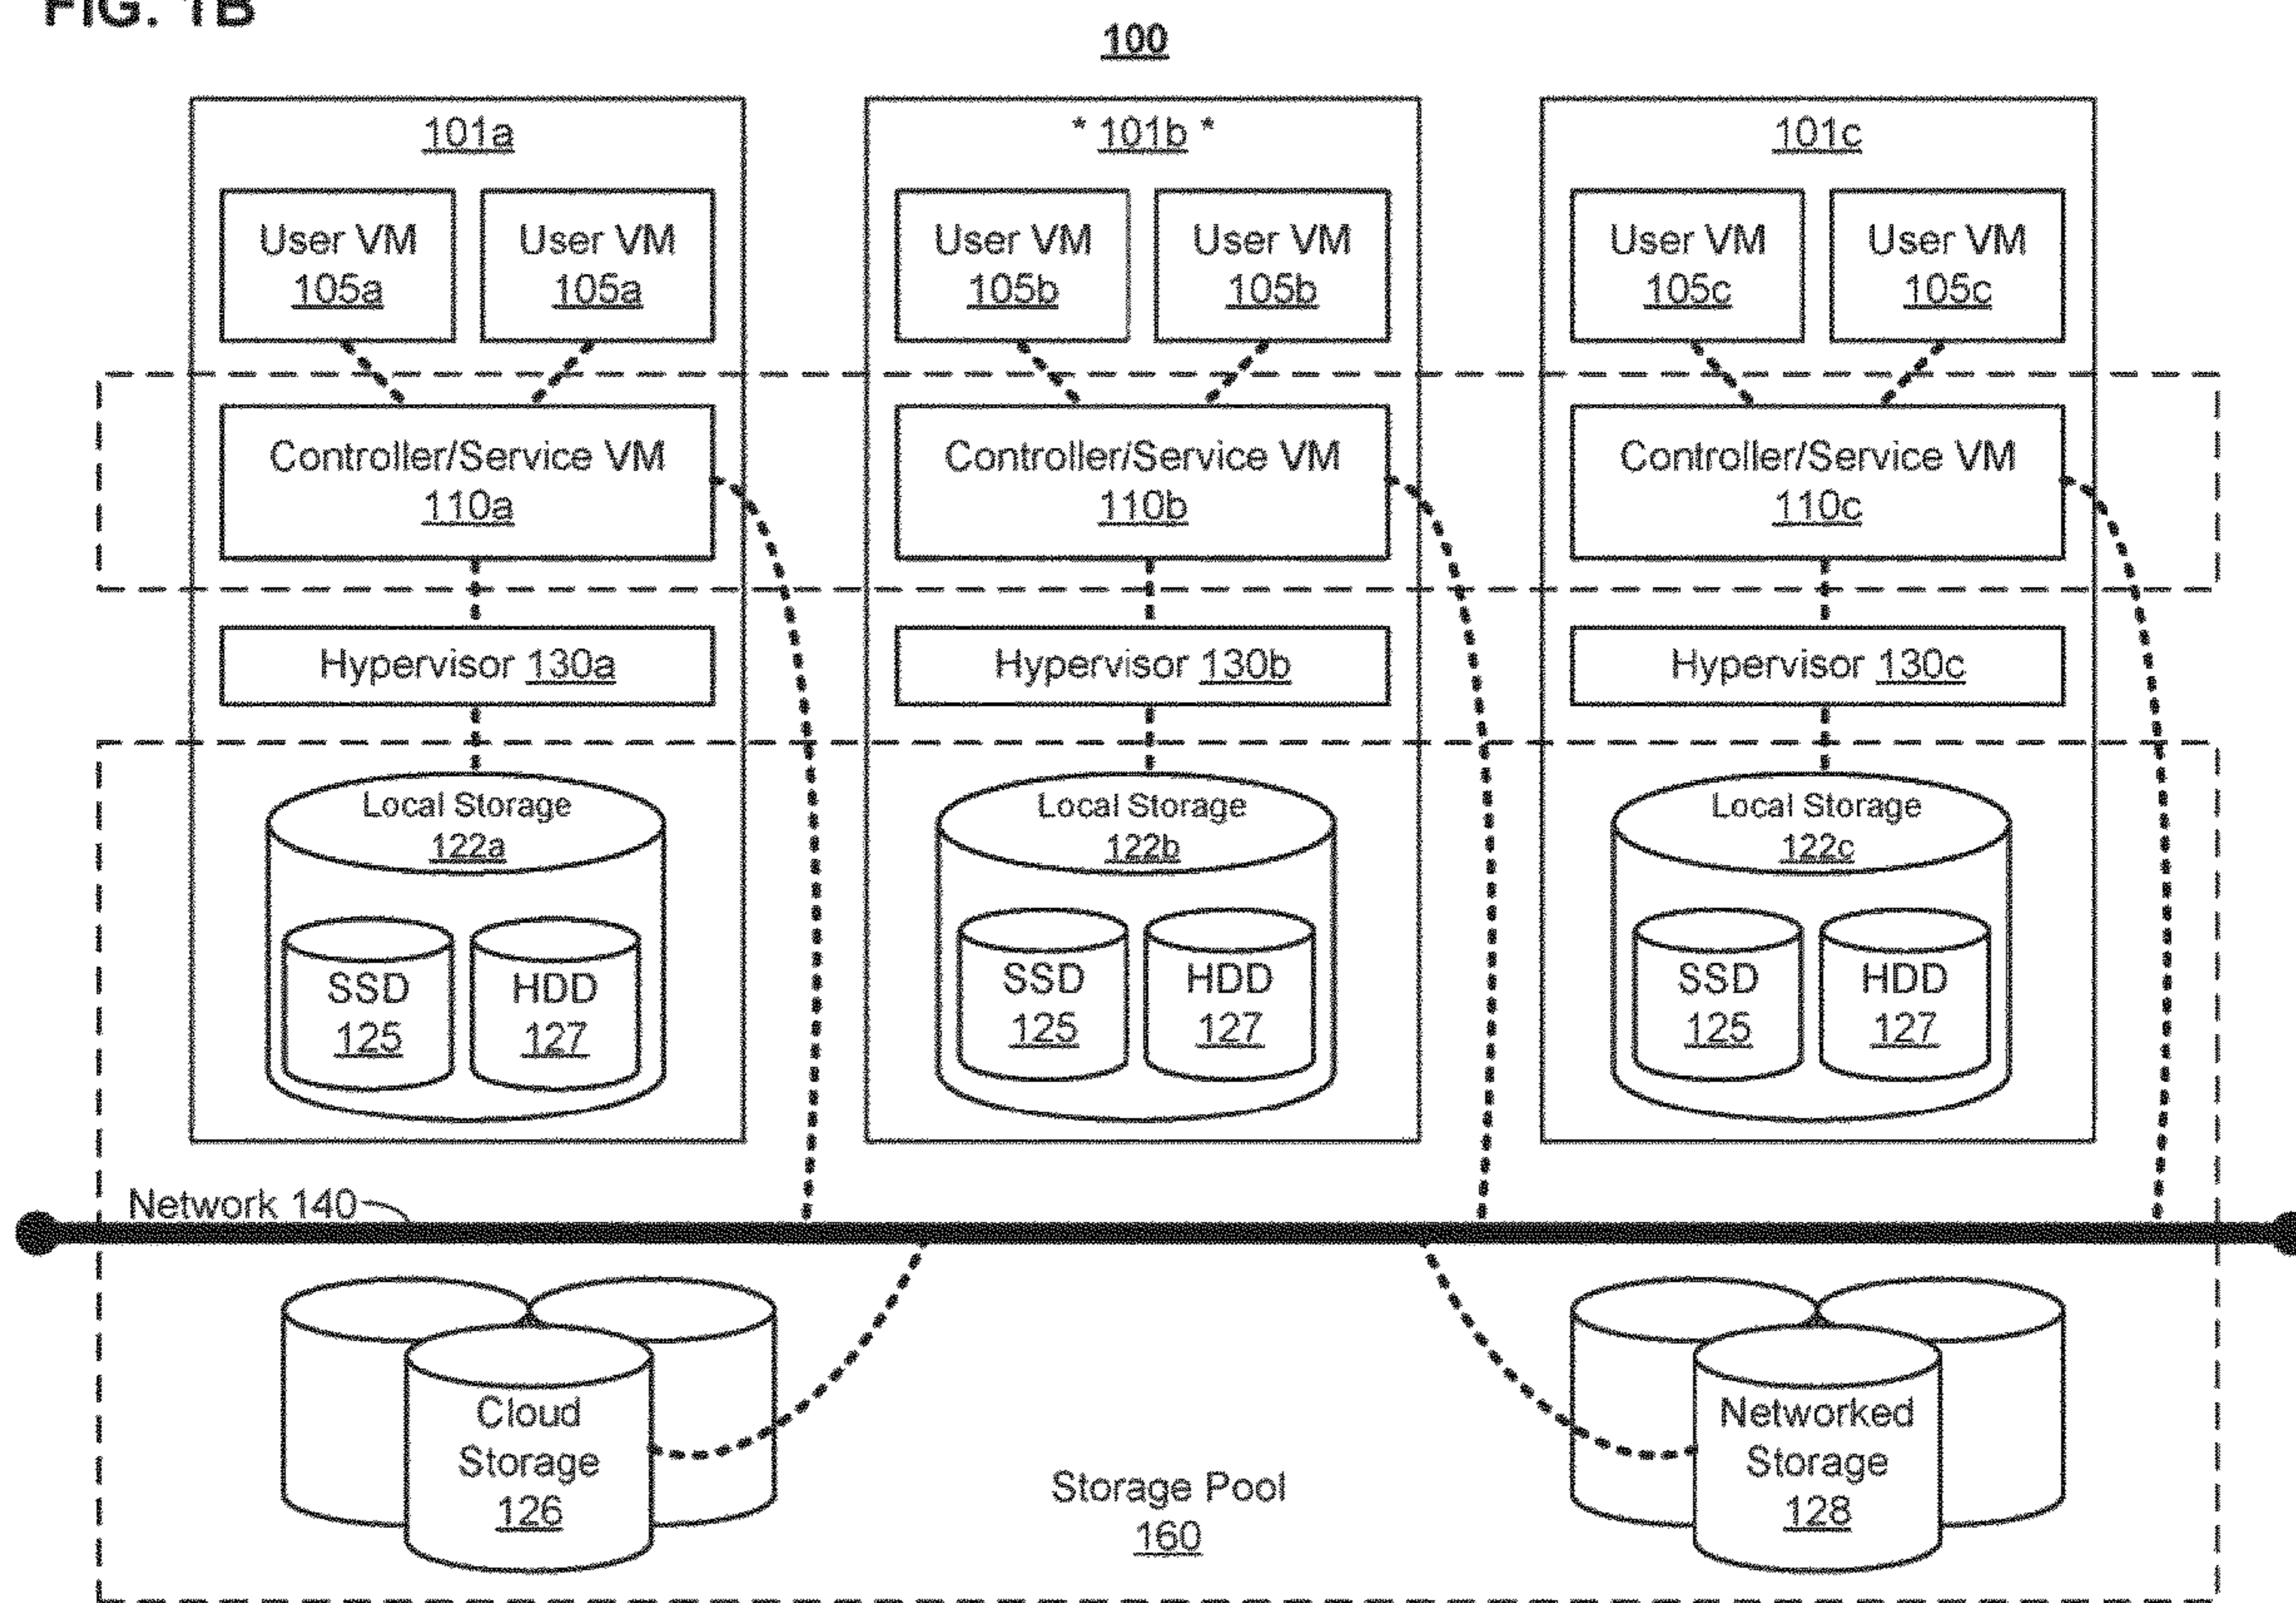 FIG. 1B
100
101a
* 101b *
101c
User VM
105a
User VM
105a
User VM
105b
User VM
105b
User VM
105c
User VM
105c
Controller/Service VM
110a
Controller/Service VM
110b
Controller/Service VM
110c
Hypervisor 130a
Hypervisor 130b
Hypervisor 130c
Local Storage
122a
Local Storage
122b
Local Storage
122c
SSD
125
HDD
127
SSD
125
HDD
127
SSD
125
HDD
127
Network 140
Cloud
Storage
126
Storage Pool
160
Networked
Storage
128